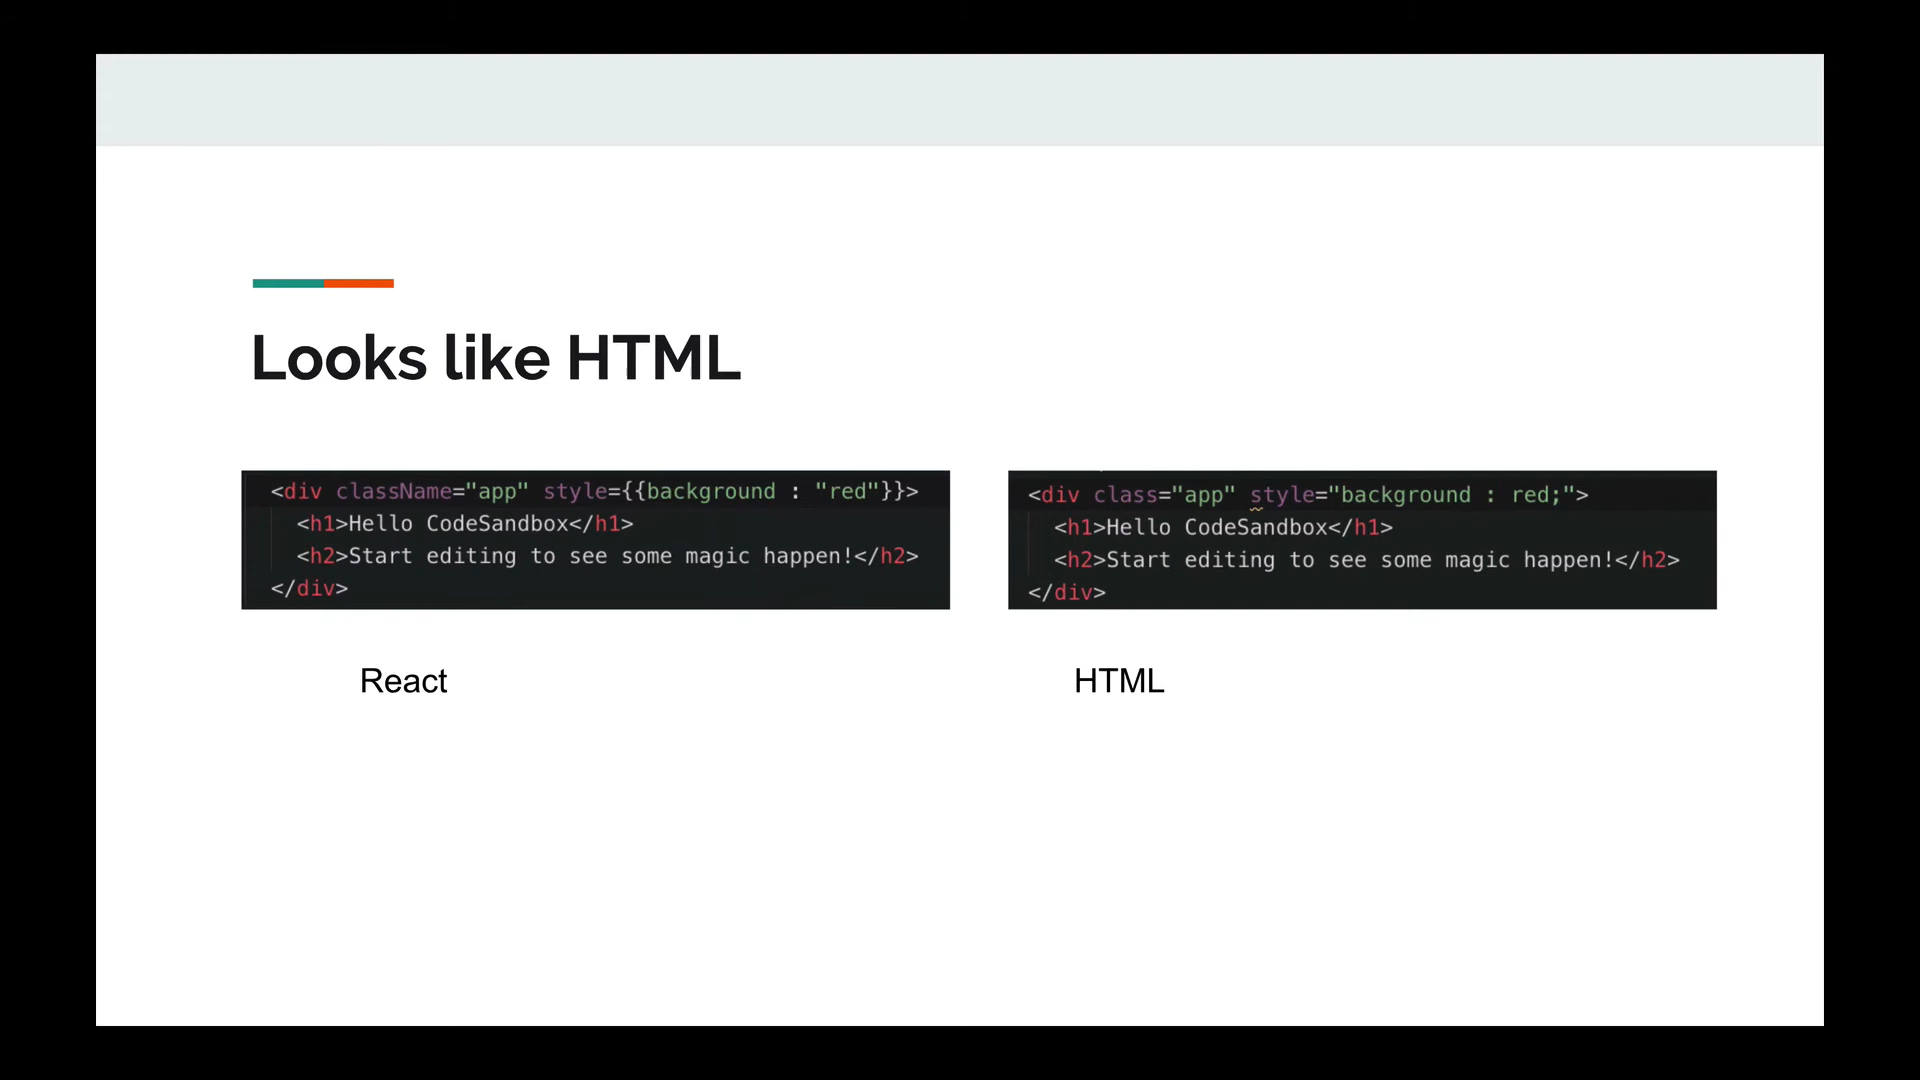 Looks like HTML
<div className="app" style={{background : "red"}}>
<h1>Hello CodeSandbox</h1>
<h2>Start editing to see some magic happen!</h2>
</div>
React
<div class="app" style="background : red;">
<h1>Hello CodeSandbox</h1>
<h2>Start editing to see some magic happen!</h2>
</div>
HTML